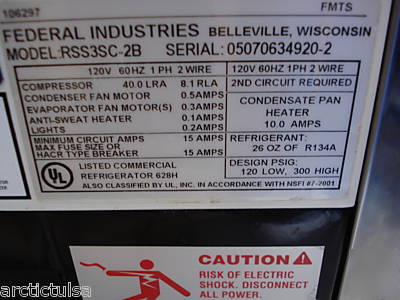 106297 FMTS
FEDERAL INDUSTRIES BELLEVILLE, WISCONSIN
MODEL: RSS3SC-2B SERIAL: 05070634920-2
120V 60HZ 1 PH 2 WIRE
COMPRESSOR 40.0 LRA 8.1 RLA
CONDENSER FAN MOTOR 0.5AMPS
EVAPORATOR FAN MOTOR(S) 0.3AMPS
ANTI-SWEAT HEATER 0.1AMPS
LIGHTS 0.2AMPS
MINIMUM CIRCUIT AMPS 15 AMPS
MAX FUSE SIZE OR
HACR TYPE BREAKER 15 AMPS
120V 60HZ 1PH 2 WIRE
2ND CIRCUIT REQUIRED
CONDENSATE PAN
HEATER
10.0 AMPS
REFRIGERANT:
26 OZ OF R134A
DESIGN PSIG:
120 LOW, 300 HIGH
UL
LISTED COMMERCIAL
REFRIGERATOR 628H
ALSO CLASSIFIED BY UL, INC. IN ACCORDANCE WITH NSFI #7-2001
CAUTION
RISK OF ELECTRIC
SHOCK. DISCONNECT
ALL POWER
arctictulsa